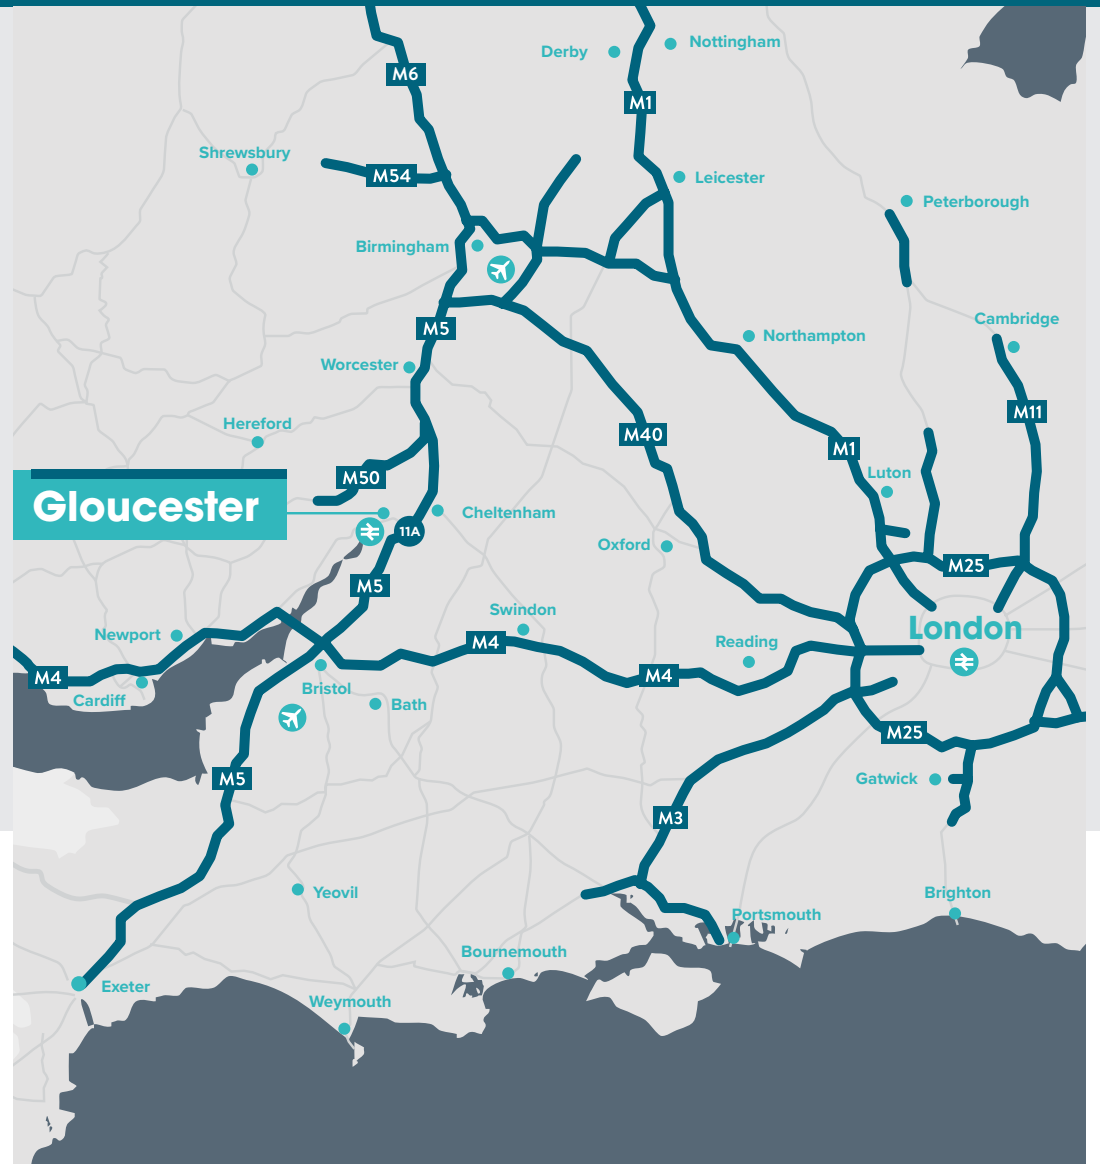 Derby
Nottingham
M6
M1
Shrewsbury
M54
Leicester
Peterborough
Birmingham
Cambridge
M5
Northampton
Worcester
M11
Hereford
M40
M1
M50
Luton
Gloucester
Cheltenham
11A
Oxford
M25
M5
Swindon
London
Newport
M4
Reading
M4
M4
Bristol
Cardiff
Bath
M25
M5
Gatwick
M3
Yeovil
Brighton
Portsmouth
Bournemouth
Exeter
Weymouth